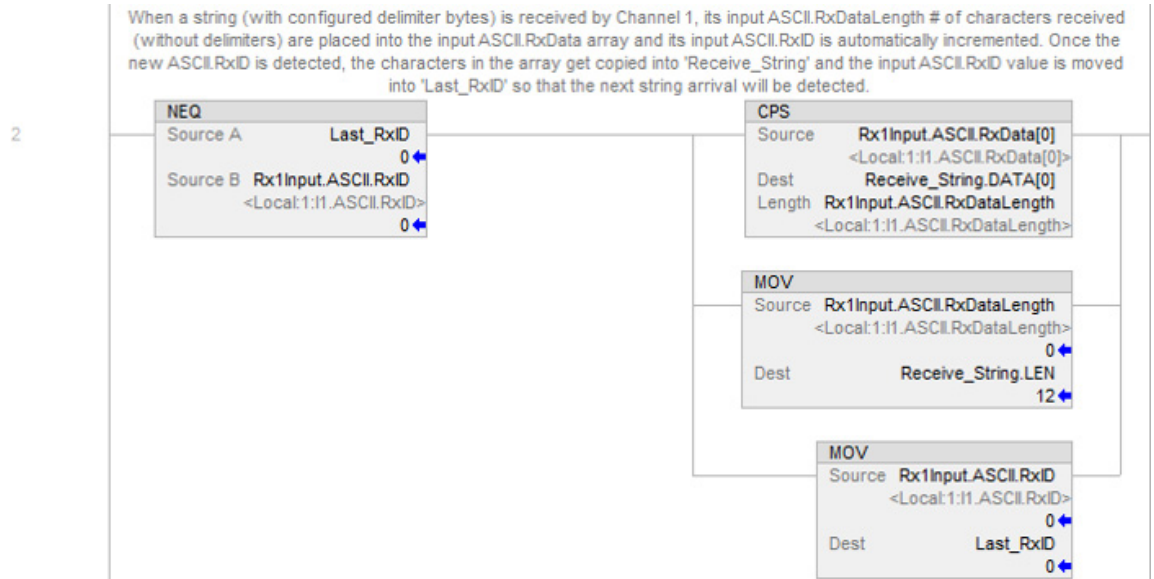 When a string (with configured delimiter bytes) is received by Channel 1, its input ASCII.RxDataLength # of characters received
(without delimiters) are placed into the input ASCII.RxData array and its input ASCII.RxID is automatically incremented. Once the
new ASCII.RxID is detected, the characters in the array get copied into 'Receive_String' and the input ASCII.RxID value is moved
into 'Last_RxID' so that the next string arrival will be detected.
2
NEQ
Source A Last_RxID
0
Source B Rx1Input.ASCII.RxID
<Local:1:I1.ASCII.RxID>
0
CPS
Source Rx1Input.ASCII.RxData[0]
<Local:1:I1.ASCII.RxData[0]>
Dest Receive_String.DATA[0]
Length Rx1Input.ASCII.RxDataLength
<Local:1:I1.ASCII.RxDataLength>
MOV
Source Rx1Input.ASCII.RxDataLength
<Local:1:I1.ASCII.RxDataLength>
0
Dest Receive_String.LEN
12
MOV
Source Rx1Input.ASCII.RxID
<Local:1:I1.ASCII.RxID>
0
Dest Last_RxID
0